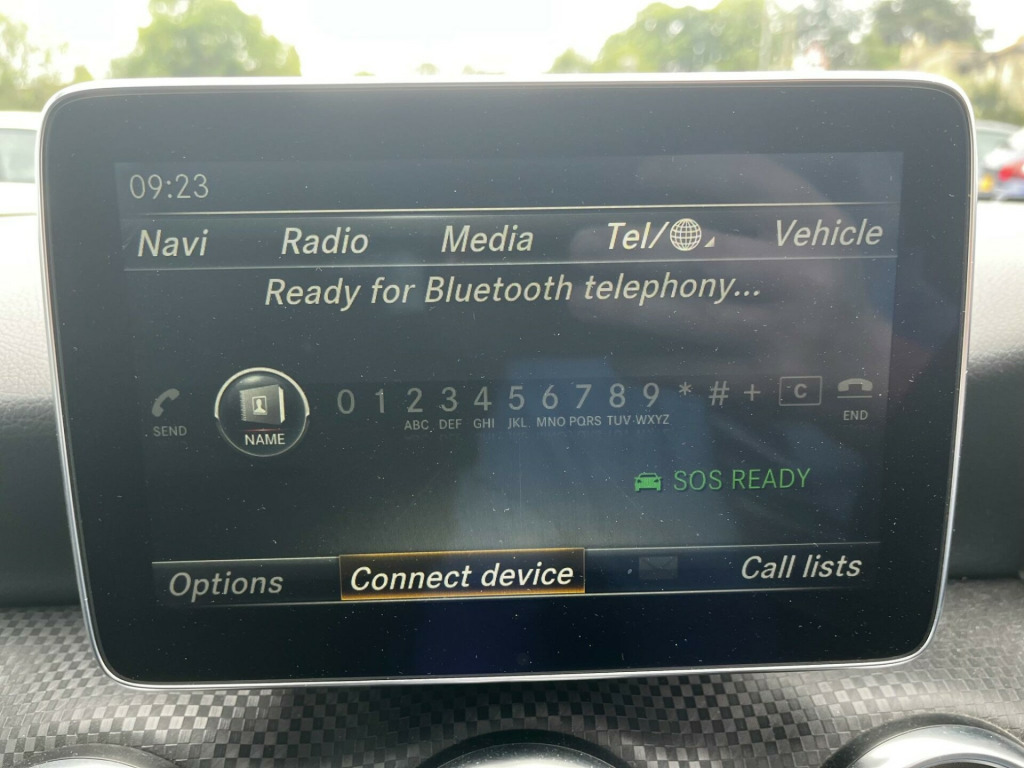 09:23
Navi Radio Media Tel/ Vehicle
Ready for Bluetooth telephony...
SEND NAME 0 1 2 3 4 5 6 7 8 9 * # + C END
ABC DEF GHI JKL MNO PQRS TUV WXYZ
SOS READY
Options Connect device Call lists